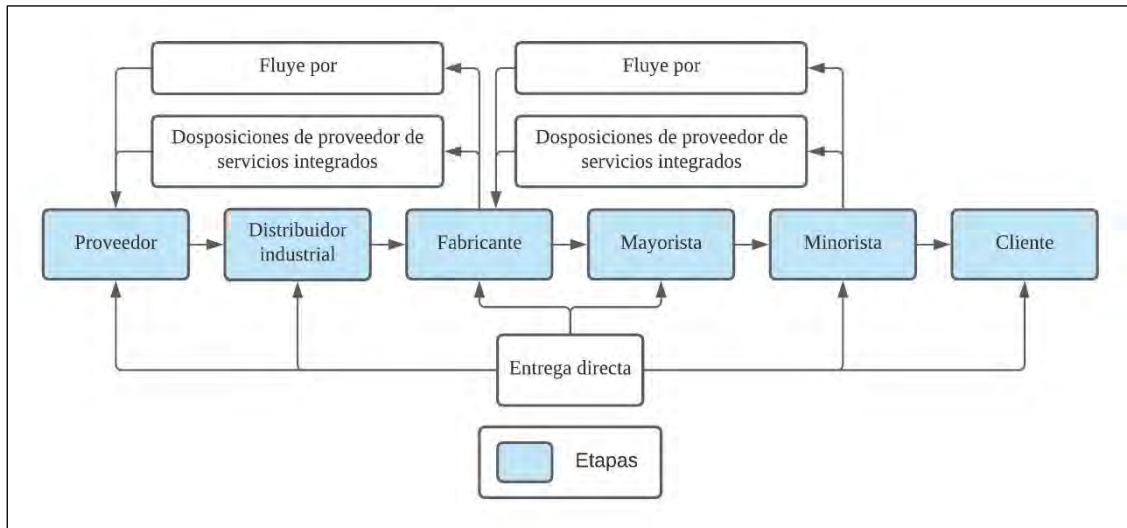 Fluye por
Fluye por
Dosposiciones de proveedor de
servicios integrados
Dosposiciones de proveedor de
servicios integrados
Proveedor
Distribuidor
industrial
Fabricante
Mayorista
Minorista
Cliente
Entrega directa
Etapas